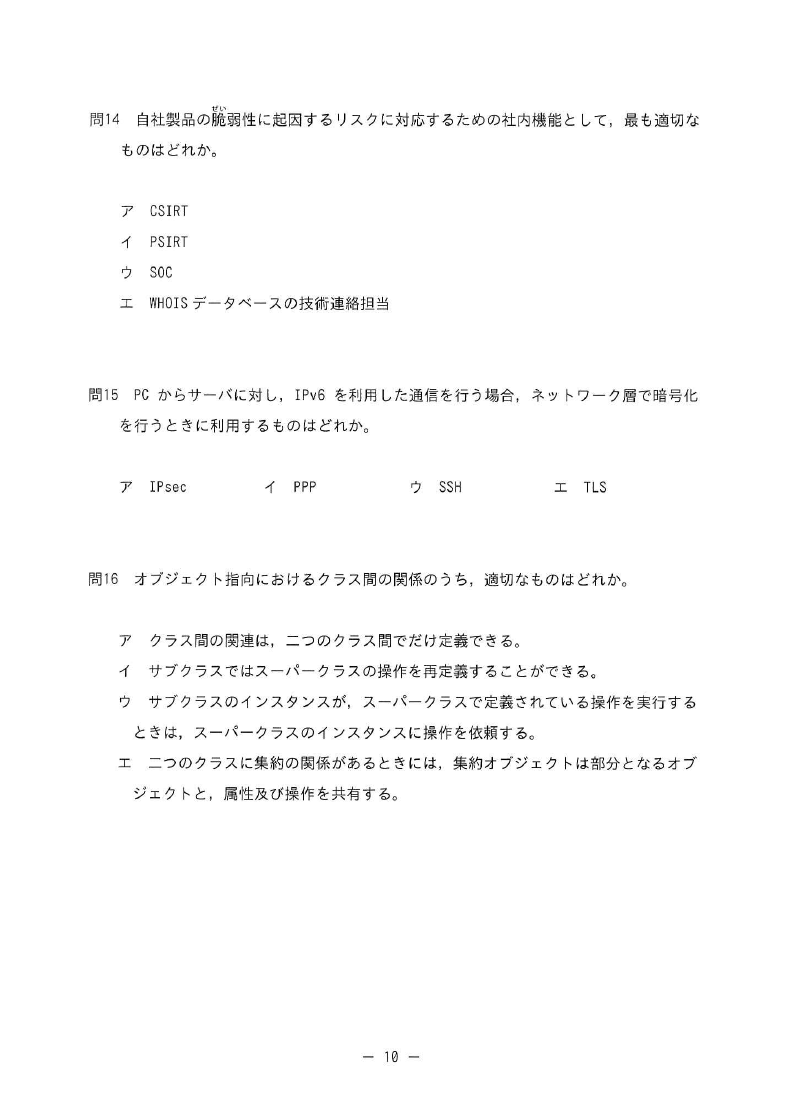 ぜい
問14　自社製品の脆弱性に起因するリスクに対応するための社内機能として，最も適切な
ものはどれか。
ア　CSIRT
イ　PSIRT
ウ　SOC
エ　WHOIS データベースの技術連絡担当
問15　PC からサーバに対し，IPv6 を利用した通信を行う場合，ネットワーク層で暗号化
を行うときに利用するものはどれか。
ア　IPsec　　イ　PPP　　ウ　SSH　　エ　TLS
問16　オブジェクト指向におけるクラス間の関係のうち，適切なものはどれか。
ア　クラス間の関連は，二つのクラス間でだけ定義できる。
イ　サブクラスではスーパークラスの操作を再定義することができる。
ウ　サブクラスのインスタンスが，スーパークラスで定義されている操作を実行する
ときは，スーパークラスのインスタンスに操作を依頼する。
エ　二つのクラスに集約の関係があるときには，集約オブジェクトは部分となるオブ
ジェクトと，属性及び操作を共有する。
－ 10 －